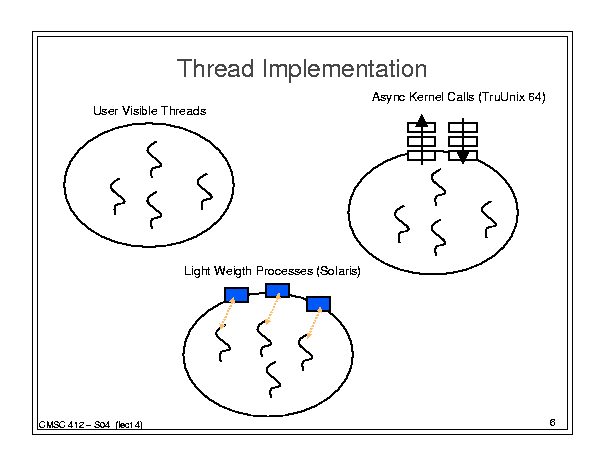 Thread Implementation
Async Kernel Calls (TruUnix 64)
User Visible Threads
Light Weigth Processes (Solaris)
CMSC 412 – S04 (lect 4)
6